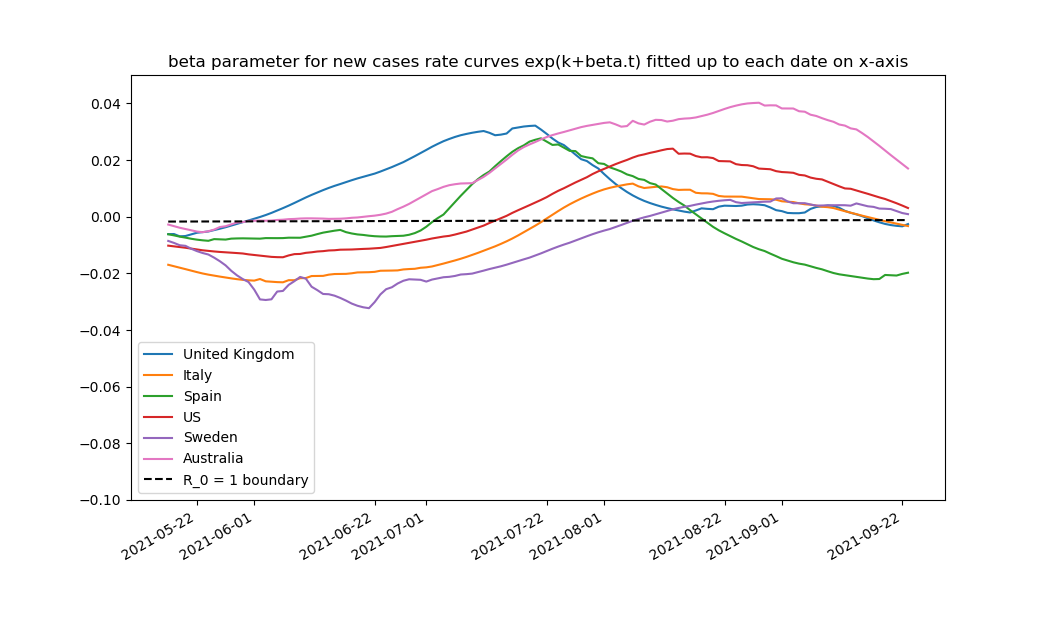 beta parameter for new cases rate curves exp(k+beta.t) fitted up to each date on x-axis
0.04
0.02
0.00
−0.02
−0.04
−0.06
−0.08
−0.10
United Kingdom
Italy
Spain
US
Sweden
Australia
R_0 = 1 boundary
2021-05-22
2021-06-01
2021-06-22
2021-07-01
2021-07-22
2021-08-01
2021-08-22
2021-09-01
2021-09-22